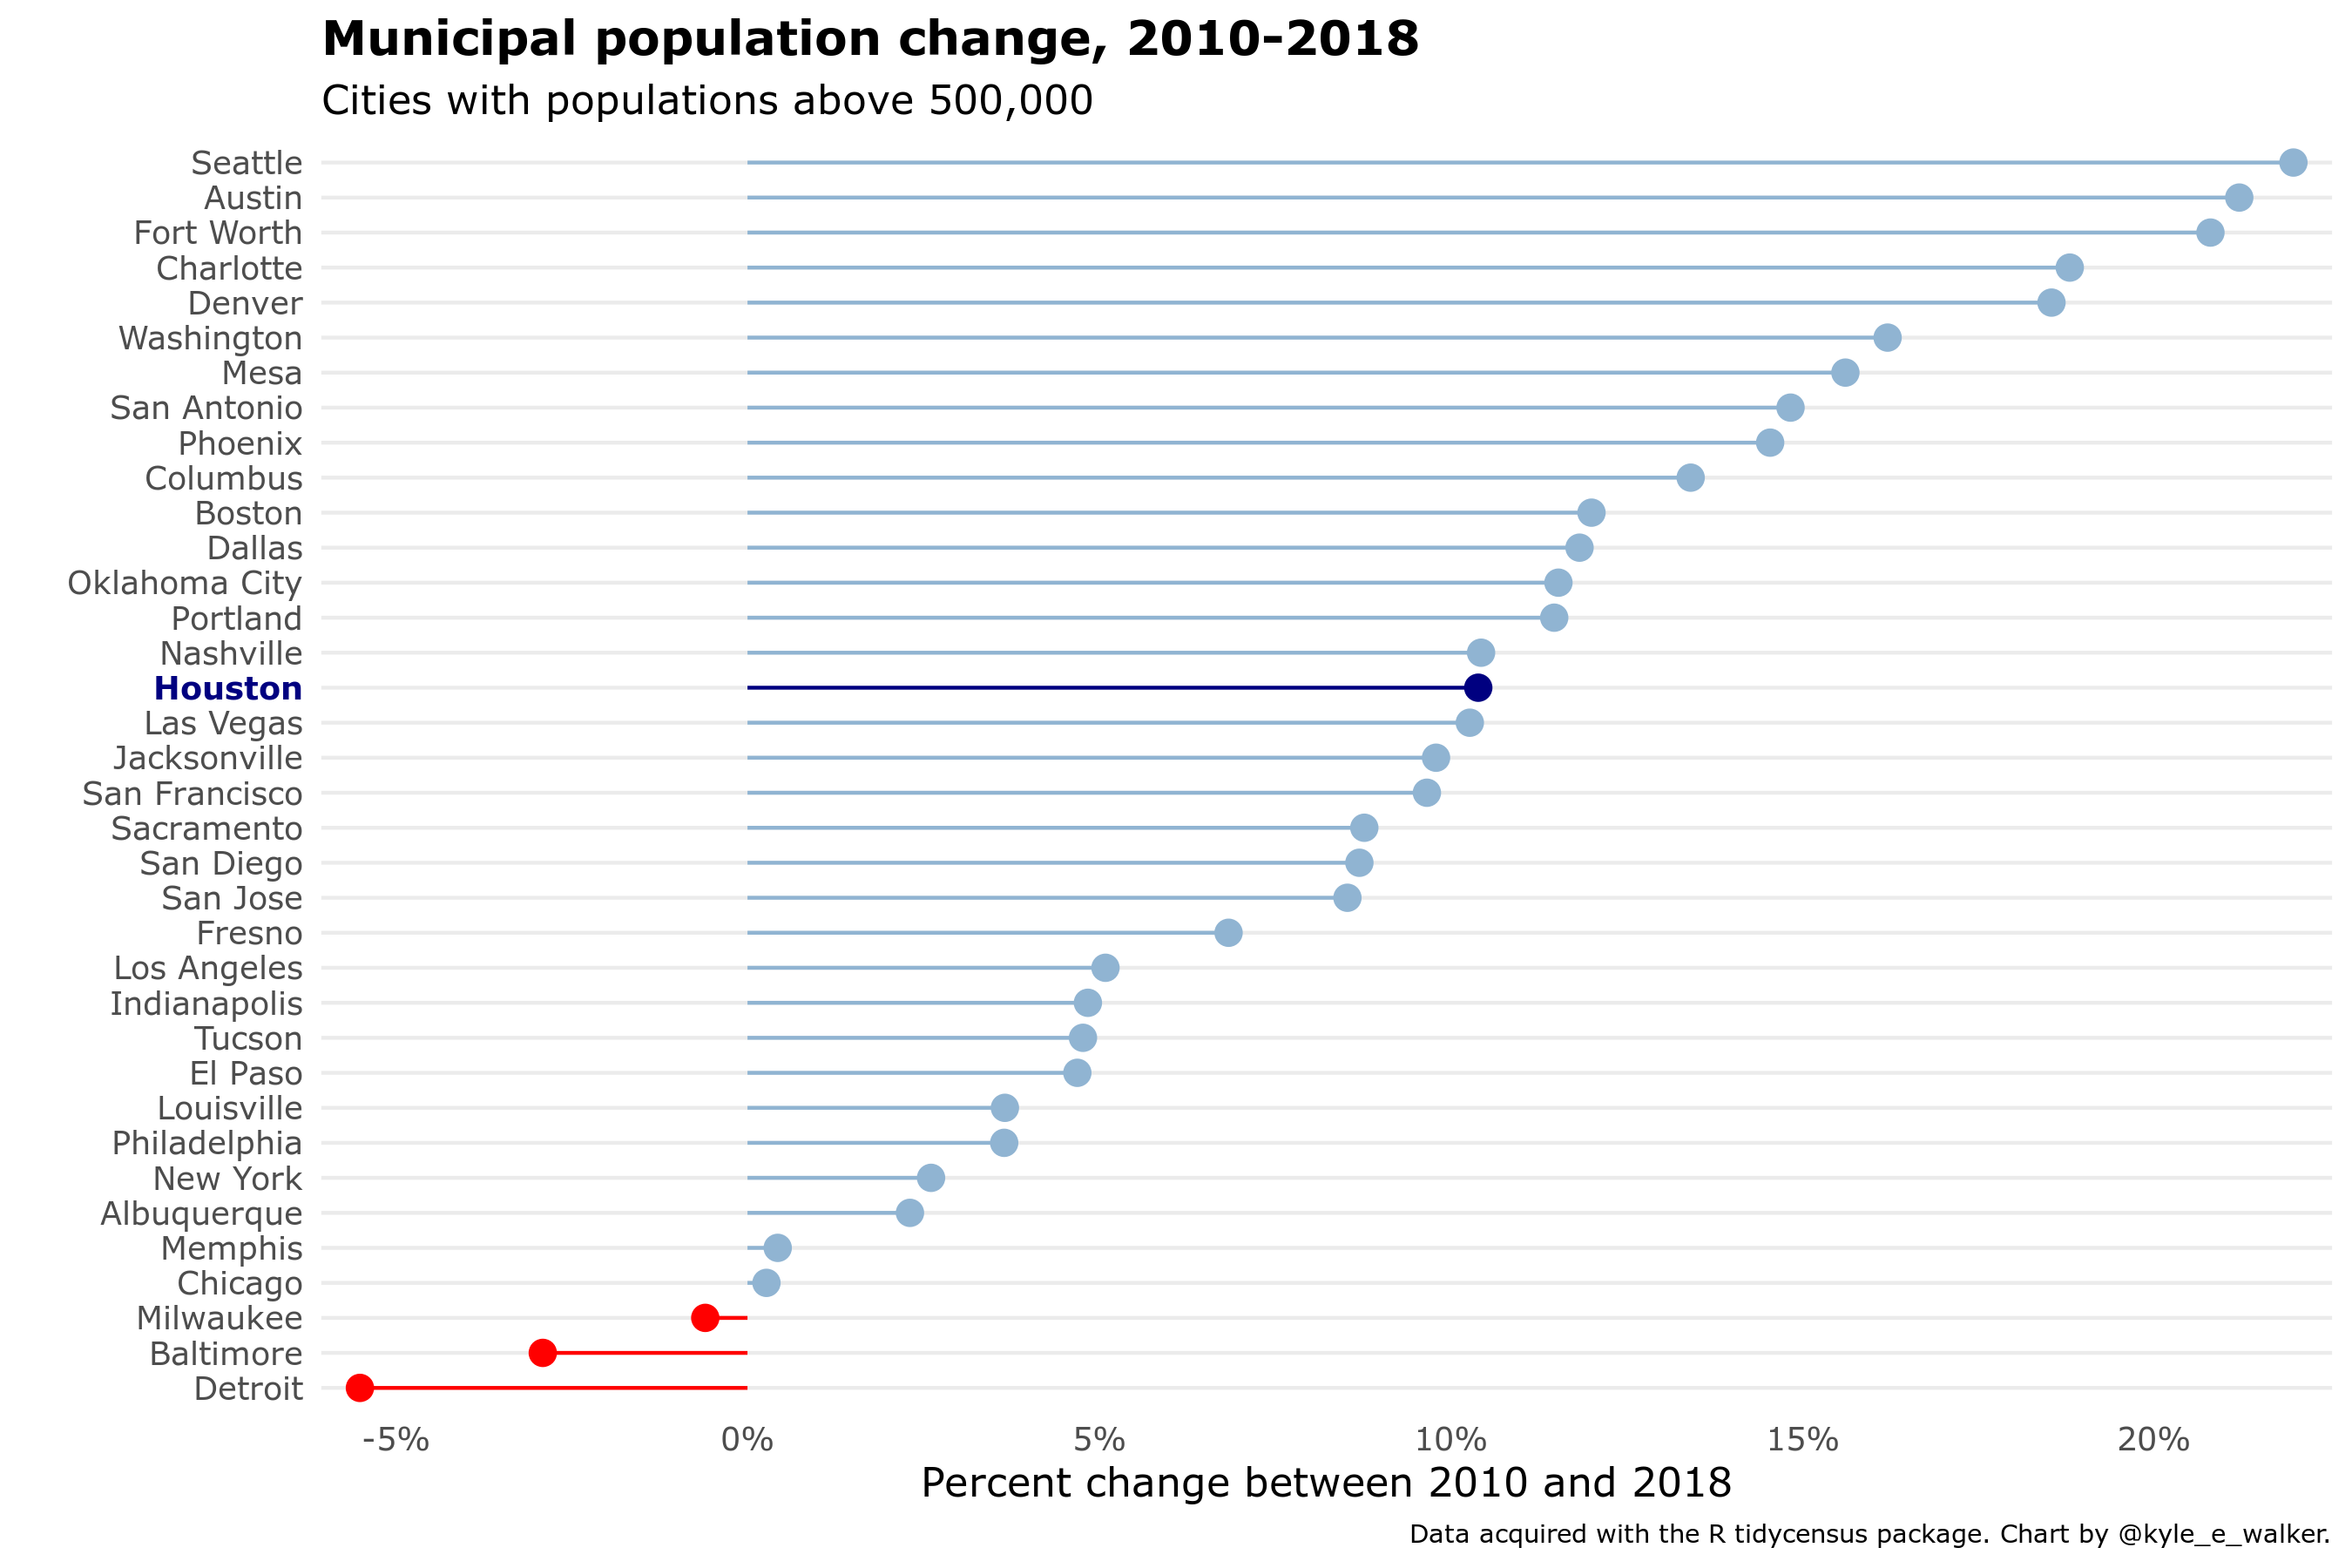 Municipal population change, 2010-2018
Cities with populations above 500,000
Seattle
Austin
Fort Worth
Charlotte
Denver
Washington
Mesa
San Antonio
Phoenix
Columbus
Boston
Dallas
Oklahoma City
Portland
Nashville
Houston
Las Vegas
Jacksonville
San Francisco
Sacramento
San Diego
San Jose
Fresno
Los Angeles
Indianapolis
Tucson
El Paso
Louisville
Philadelphia
New York
Albuquerque
Memphis
Chicago
Milwaukee
Baltimore
Detroit
-5% 0% 5% 10% 15% 20%
Percent change between 2010 and 2018
Data acquired with the R tidycensus package. Chart by @kyle_e_walker.